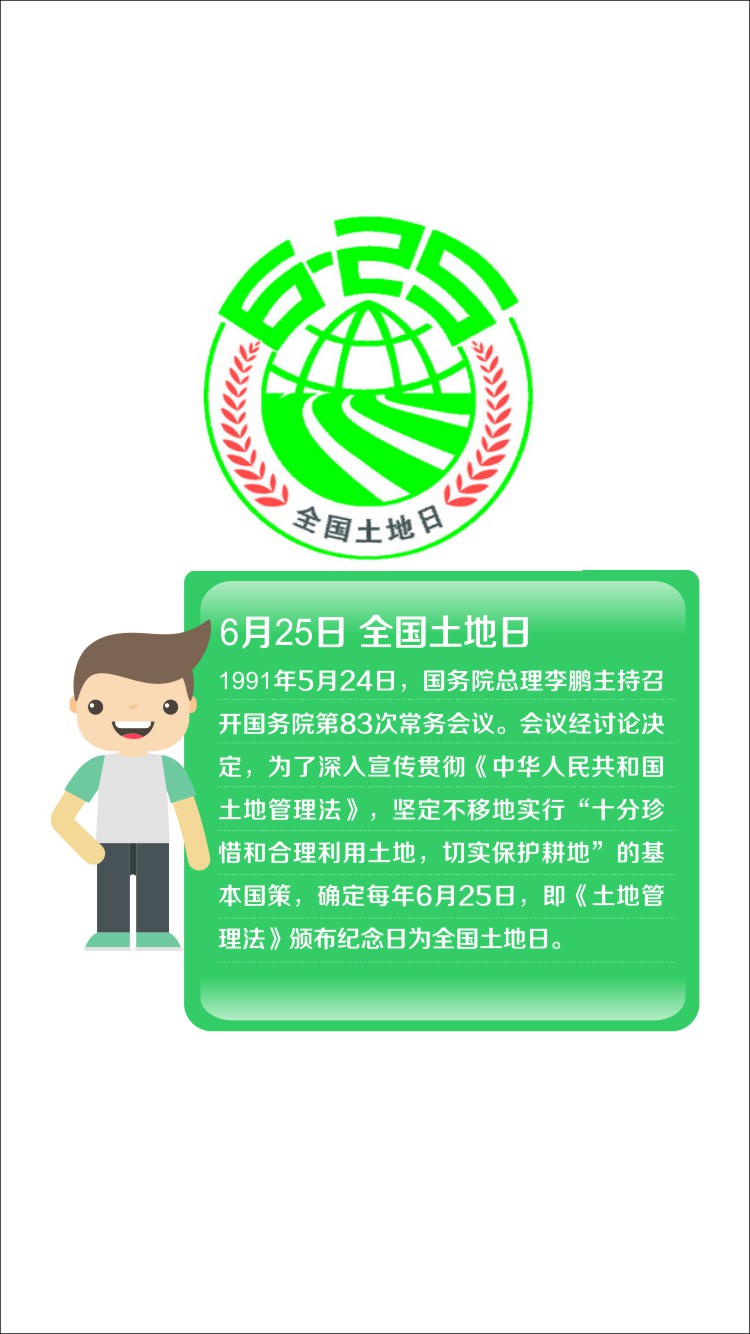 6·25
全国土地日
6月25日 全国土地日
1991年5月24日，国务院总理李鹏主持召
开国务院第83次常务会议。会议经讨论决
定，为了深入宣传贯彻《中华人民共和国
土地管理法》，坚定不移地实行“十分珍
惜和合理利用土地，切实保护耕地”的基
本国策，确定每年6月25日，即《土地管
理法》颁布纪念日为全国土地日。